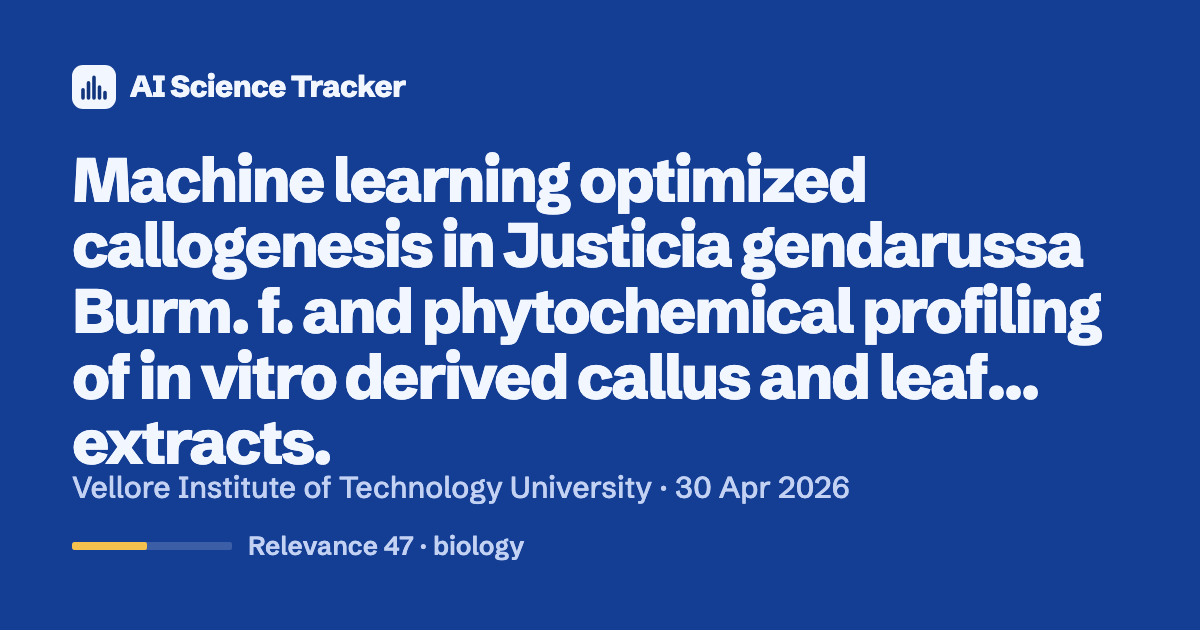 AI Science Tracker
Machine learning optimized
callogenesis in Justicia gendarussa
Burm. f. and phytochemical profiling
of in vitro derived callus and leaf...
extracts.
Vellore Institute of Technology University · 30 Apr 2026
Relevance 47 · biology